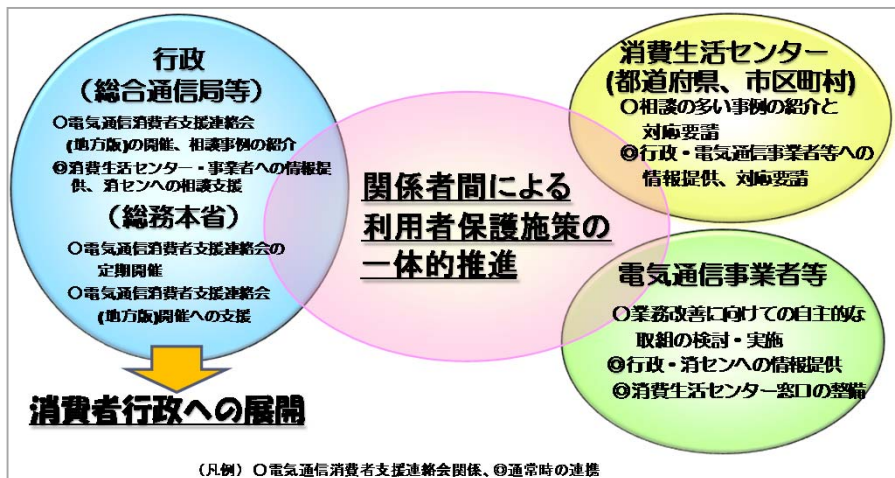 行政
(総合通信局等)
〇電気通信消費者支援連絡会
(地方版)の開催、相談事例の紹介
◎消費生活センター・事業者への情報提
供、消センへの相談支援
(総務本省)
〇電気通信消費者支援連絡会の
定期開催
〇電気通信消費者支援連絡会
(地方版)開催への支援
消費者行政への展開
関係者間による
利用者保護施策の
一体的推進
消費生活センター
(都道府県、市区町村)
〇相談の多い事例の紹介と
対応要請
◎行政・電気通信事業者等への
情報提供、対応要請
電気通信事業者等
〇業務改善に向けての自主的な
取組の検討・実施
◎行政・消センへの情報提供
◎消費生活センター窓口の整備
(凡例) 〇電気通信消費者支援連絡会関係、◎通常時の連携